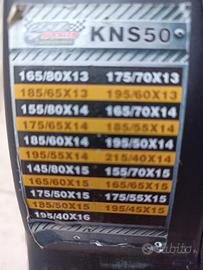 KNS50
165/80X13 175/70X13
185/65X13 195/60X13
155/80X14 165/70X14
175/65X14 185/55X14
185/60X14 195/50X14
195/55X14 215/40X14
145/80X15 155/70X15
165/60X15 165/65X15
175/50X15 175/55X15
185/50X15 195/45X15
195/40X16
subito